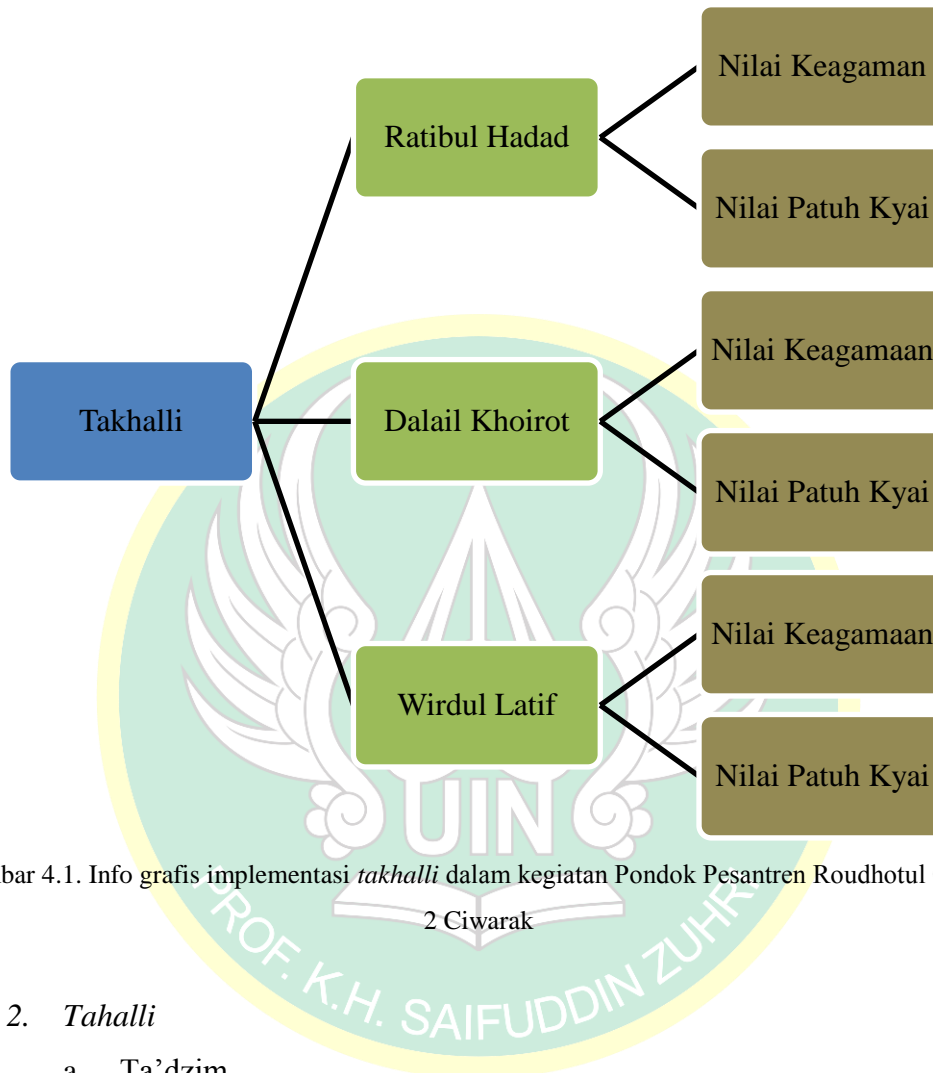 Nilai Keagaman
Ratibul Hadad
Nilai Patuh Kyai
Nilai Keagamaan
Takhalli
Dalail Khoirot
Nilai Patuh Kyai
Nilai Keagamaan
Wirdul Latif
Nilai Patuh Kyai
UIN
bar 4.1. Info grafis implementasi takhalli dalam kegiatan Pondok Pesantren Roudhotul
2 Ciwarak
PROF. K.H. SAIFUDDIN ZUHRI
2. Tahalli
a. Ta’dzim